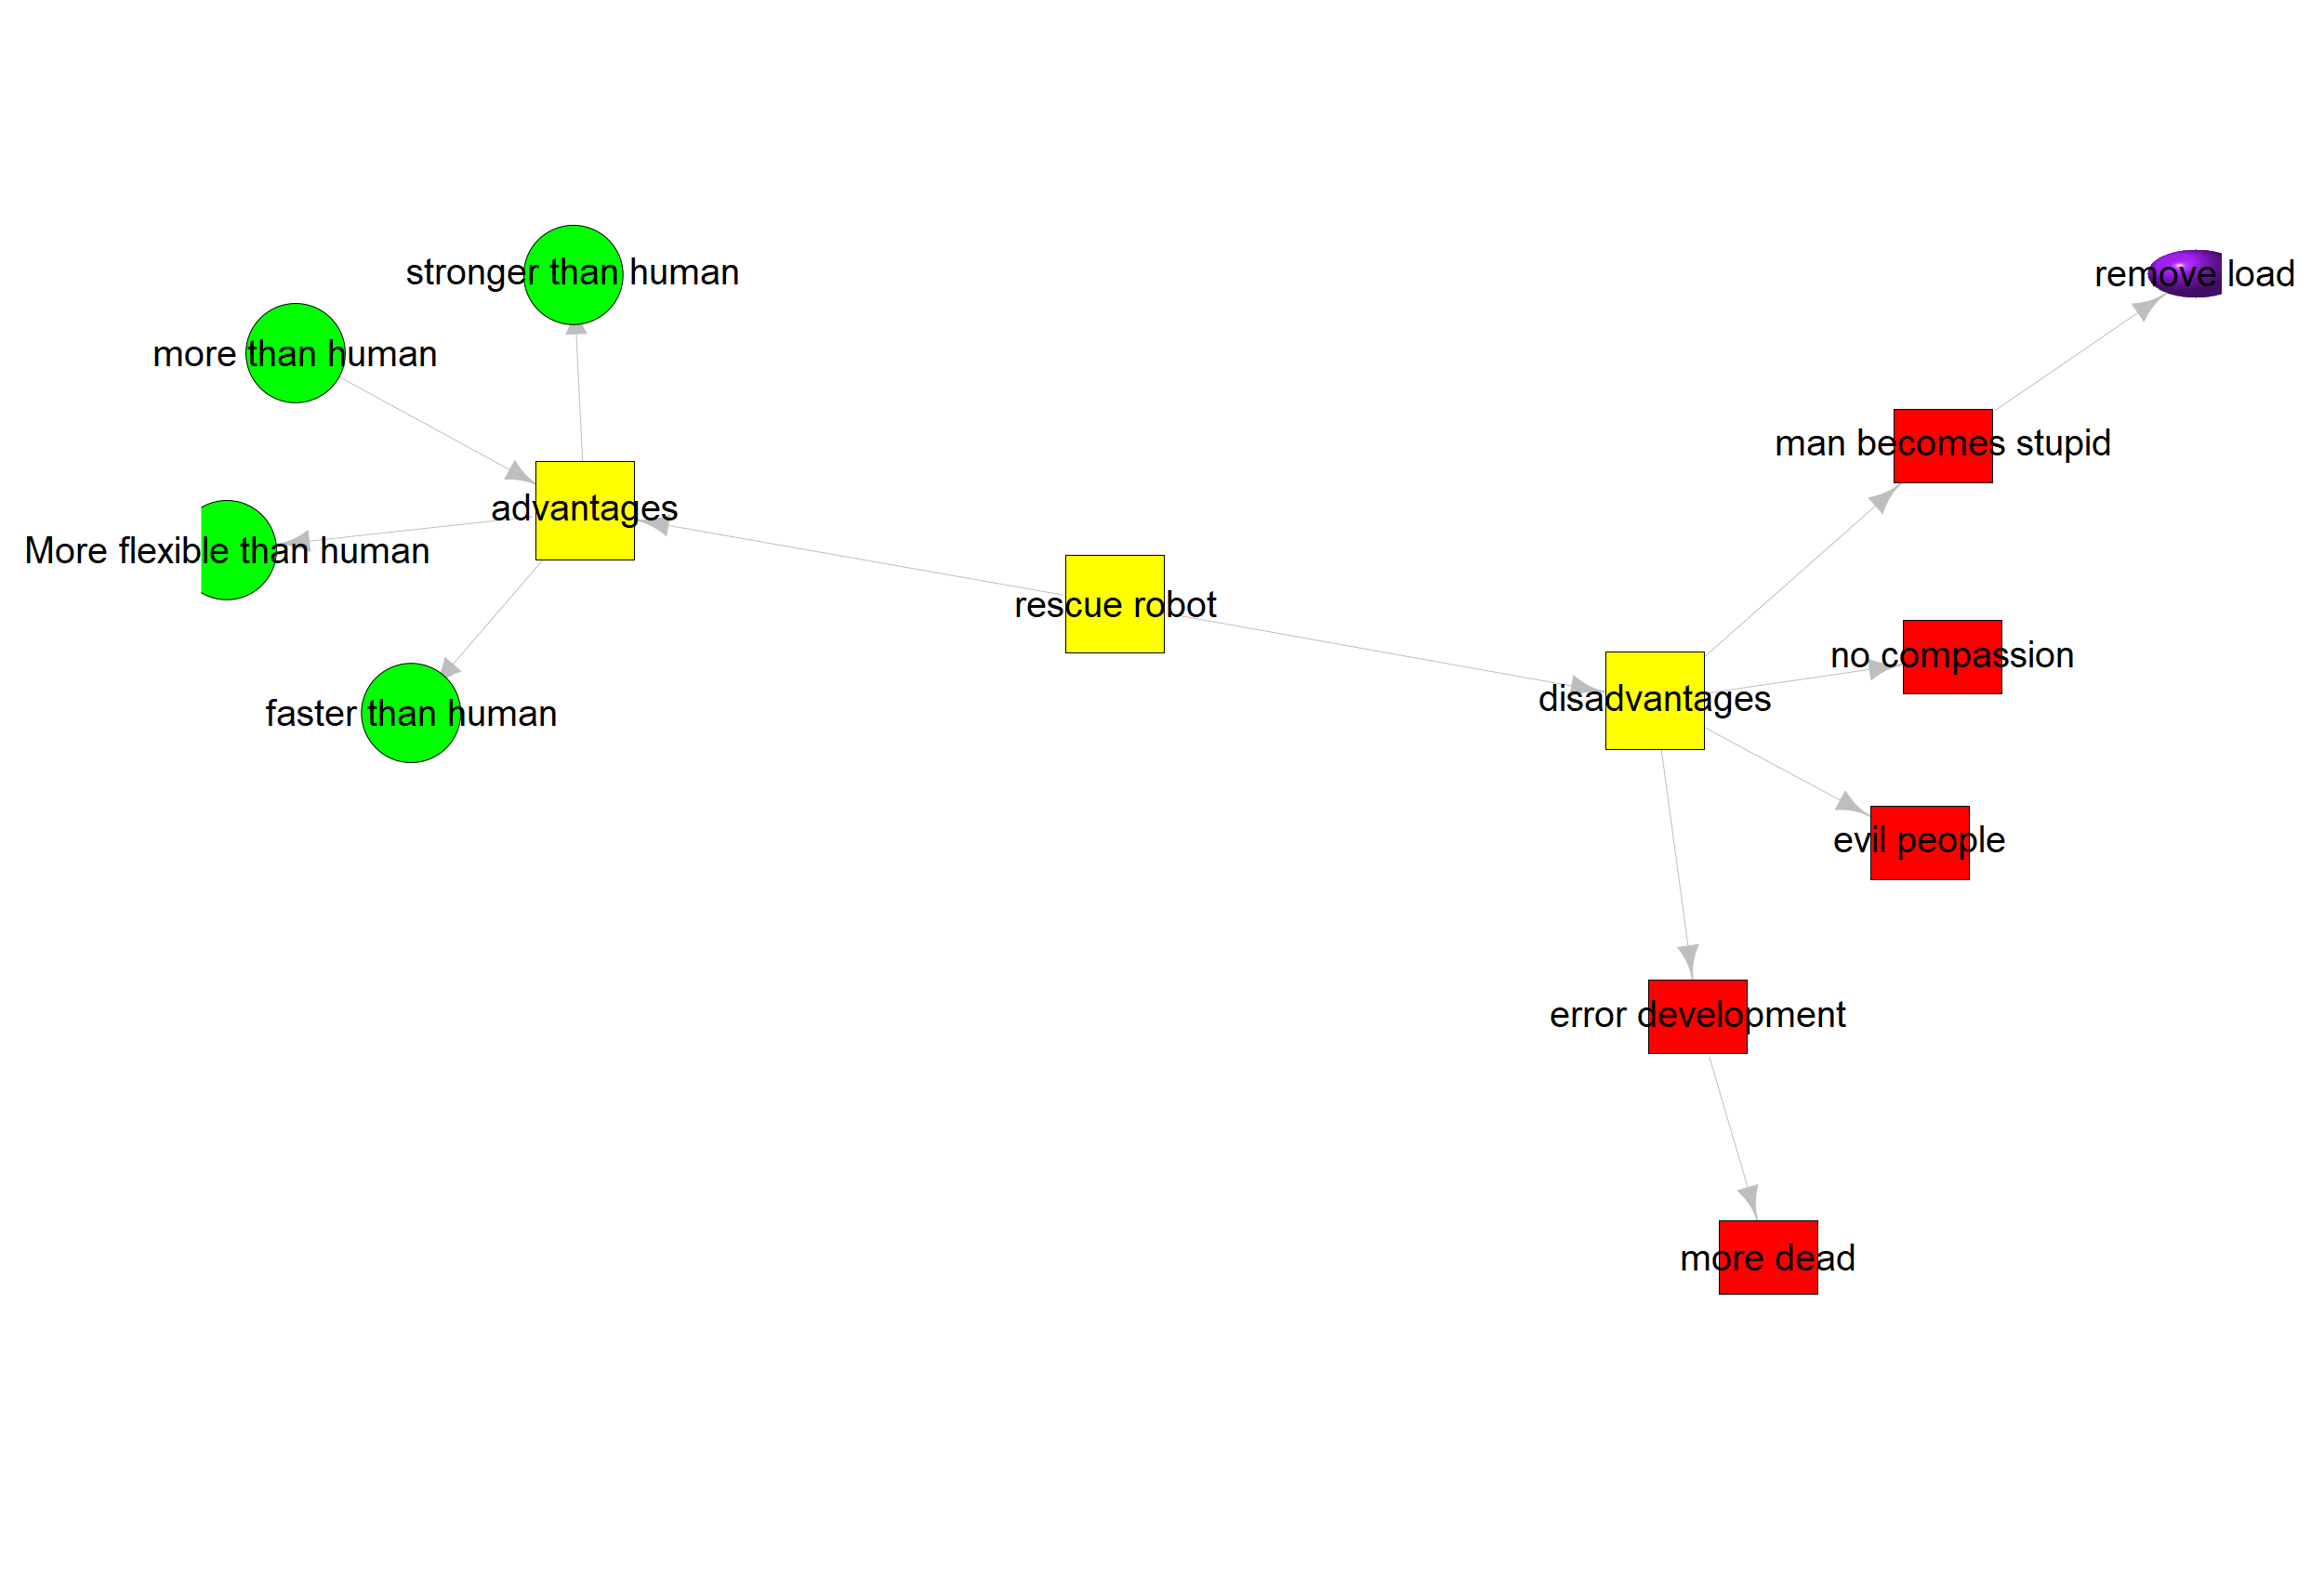 stronger than human
remove load
more than human
man becomes stupid
advantages
More flexible than human
rescue robot
no compassion
disadvantages
faster than human
evil people
error development
more dead